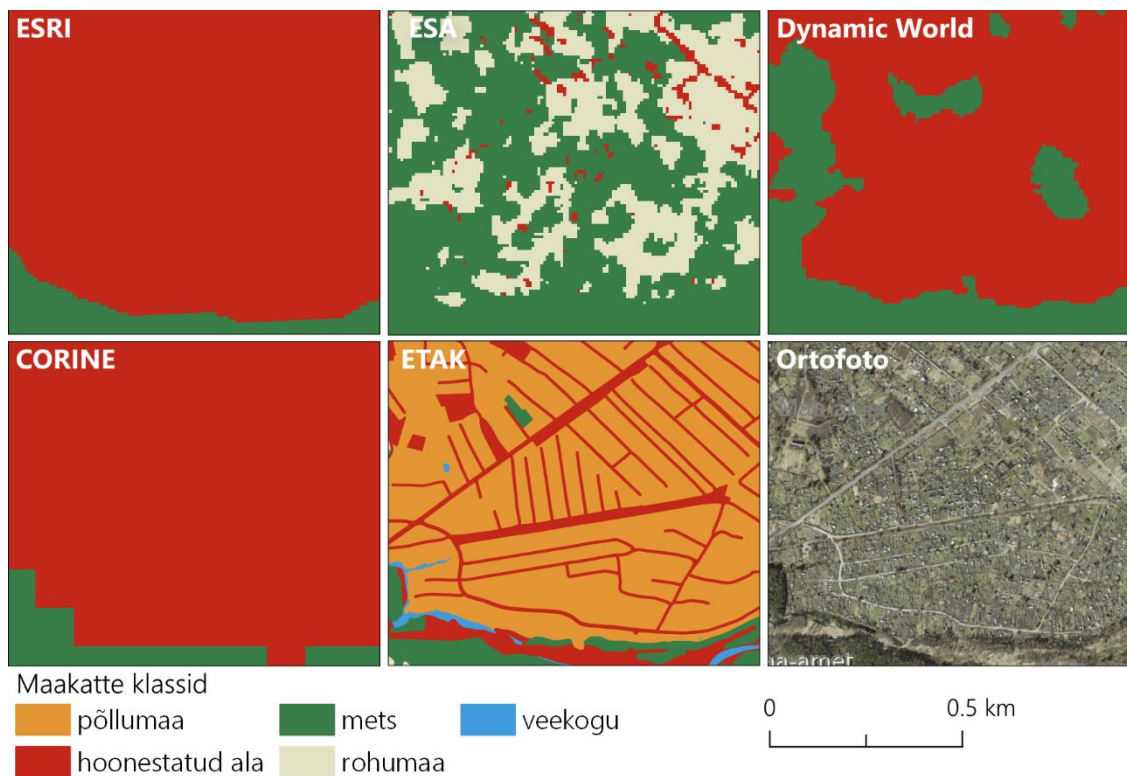 ESRI
ESA
Dynamic World
CORINE
ETAK
Ortofoto
Maakatte klassid
põllumaa
mets
veekogu
hoonestatud ala
rohumaa
0
0.5 km